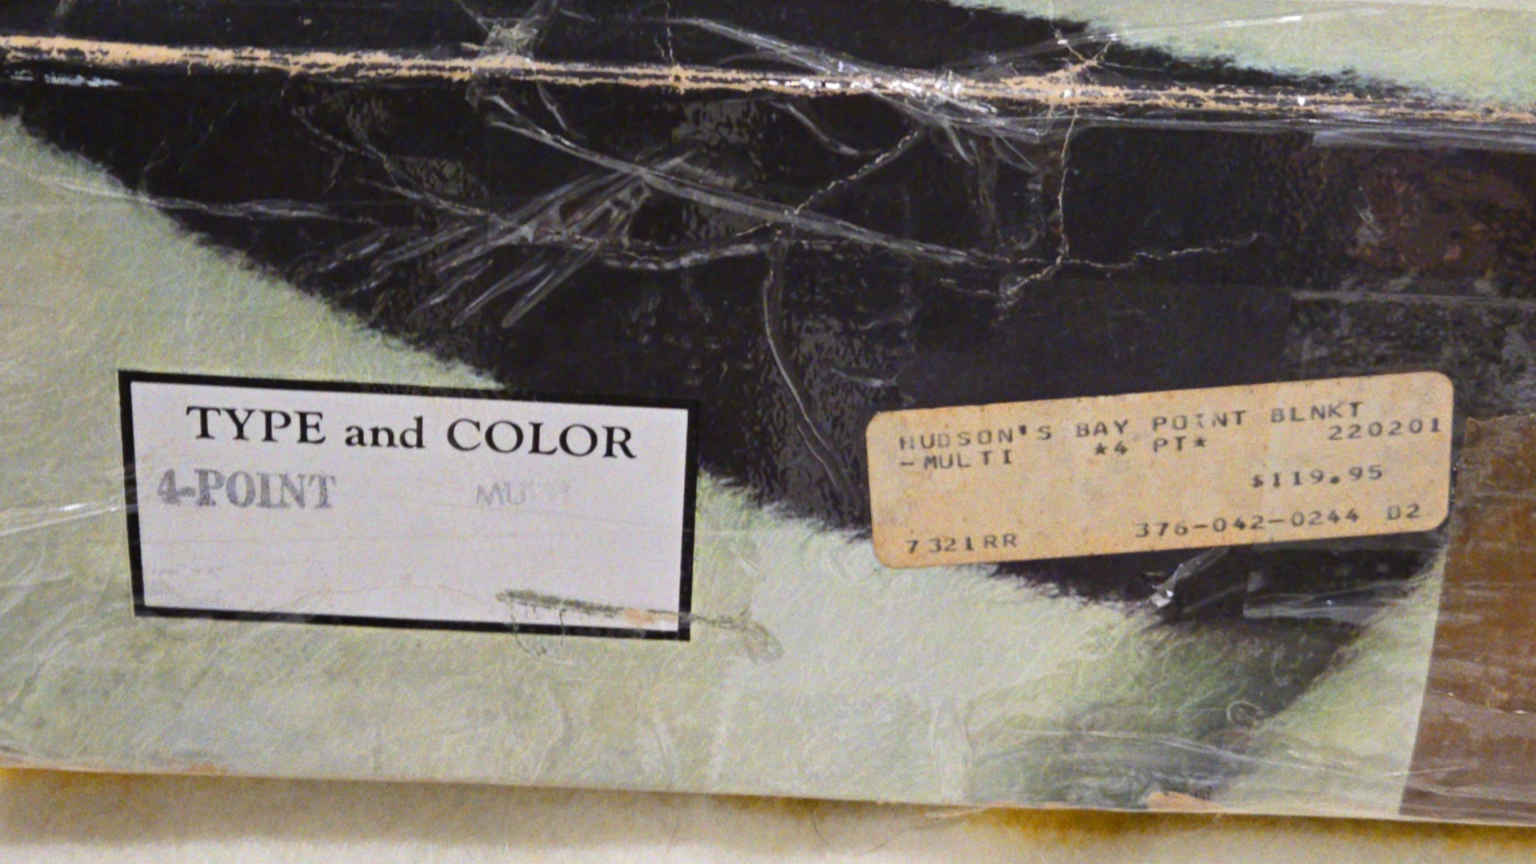 TYPE and COLOR
4-POINT
HUDSON'S BAY POINT BLNKT
-MULTI *4 PT* 220201
$119.95
7321RR 376-042-0244 D2